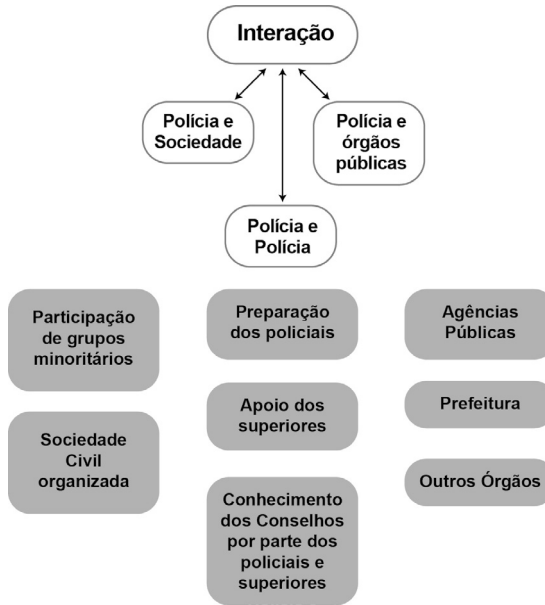 Interação
Polícia e
Sociedade
Polícia e
órgãos
públicas
Polícia e
Polícia
Participação
de grupos
minoritários
Sociedade
Civil
organizada
Preparação
dos policiais
Apoio dos
superiores
Conhecimento
dos Conselhos
por parte dos
policiais e
superiores
Agências
Públicas
Prefeitura
Outros Órgãos